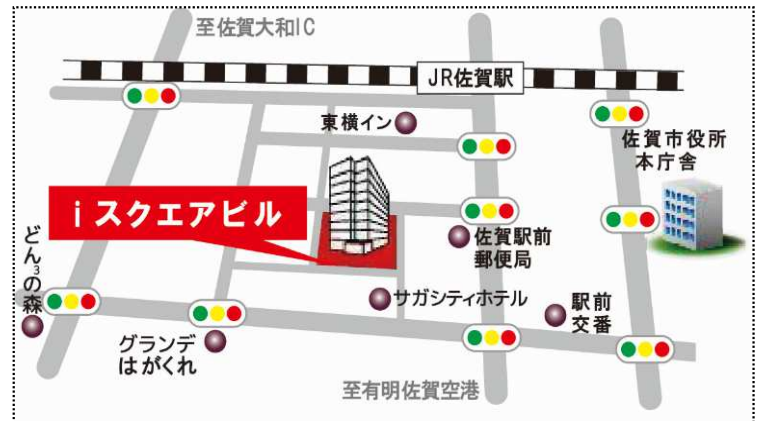 至佐賀大和IC
JR佐賀駅
東横イン
佐賀市役所
本庁舎
iスクエアビル
佐賀駅前
郵便局
どん3の森
サガシティホテル
駅前
交番
グランデ
はがくれ
至有明佐賀空港